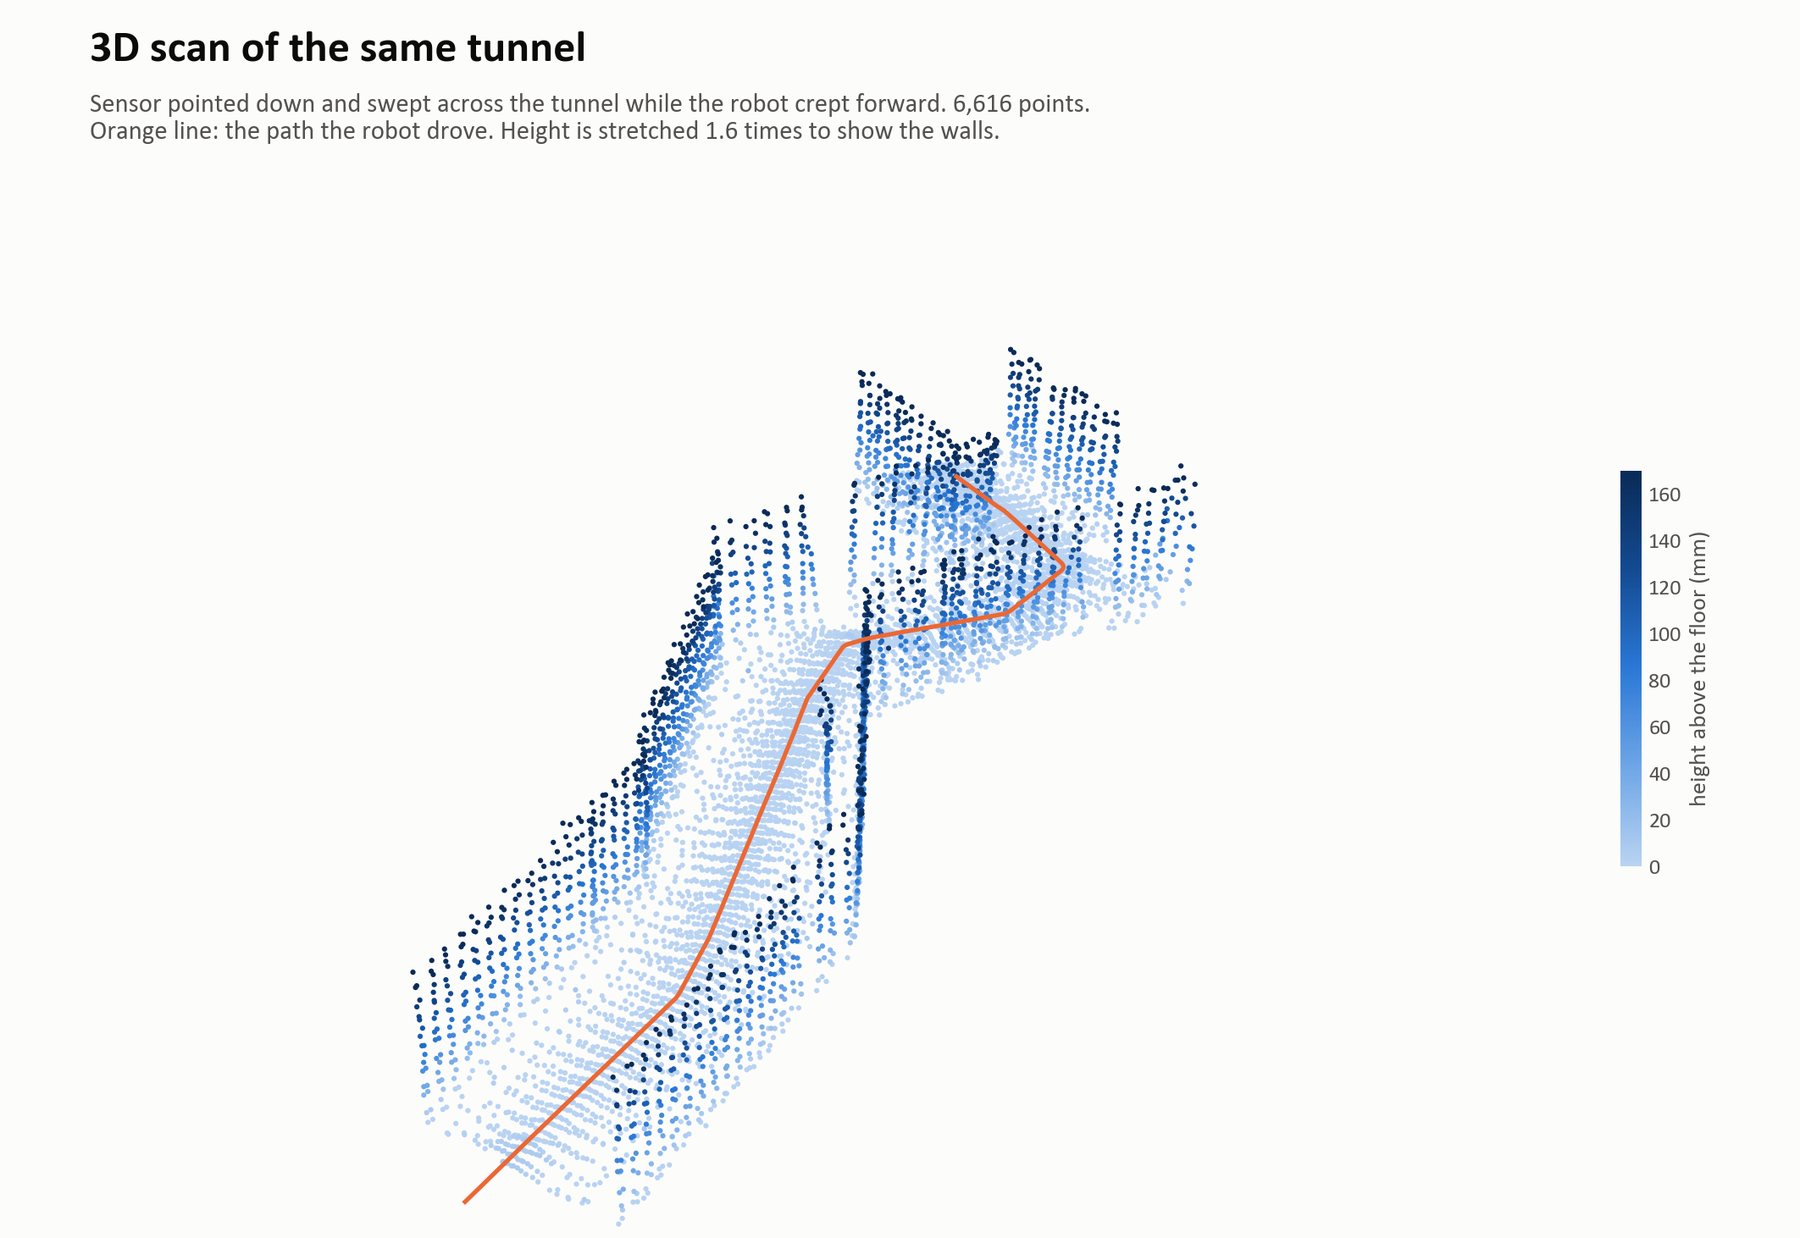 3D scan of the same tunnel
Sensor pointed down and swept across the tunnel while the robot crept forward. 6,616 points.
Orange line: the path the robot drove. Height is stretched 1.6 times to show the walls.
160
140
120
100
80
60
40
20
0
height above the floor (mm)